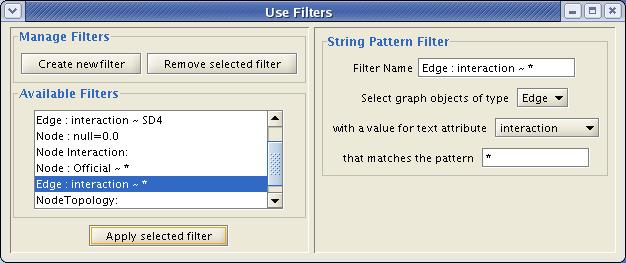 Use Filters
Manage Filters
Create new filter
Remove selected filter
Available Filters
Edge : interaction ~ SD4
Node : null=0.0
Node Interaction:
Node : Official ~ *
Edge : interaction ~ *
NodeTopology:
Apply selected filter
String Pattern Filter
Filter Name Edge : interaction ~ *
Select graph objects of type Edge
with a value for text attribute interaction
that matches the pattern *